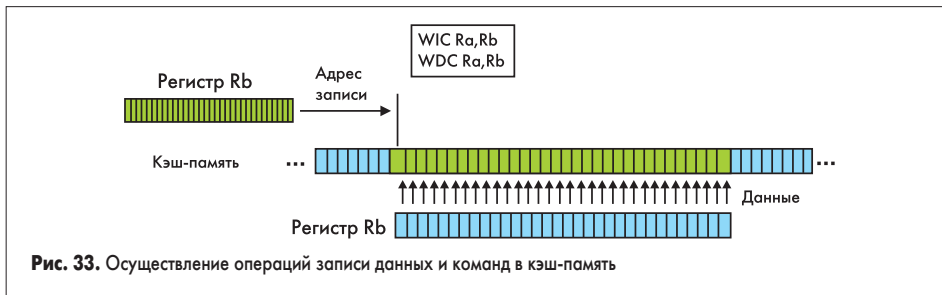 WIC Ra,Rb
WDC Ra,Rb
Регистр Rb
Адрес
записи
Кэш-память
...
...
Данные
Регистр Rb
Рис. 33. Осуществление операций записи данных и команд в кэш-память